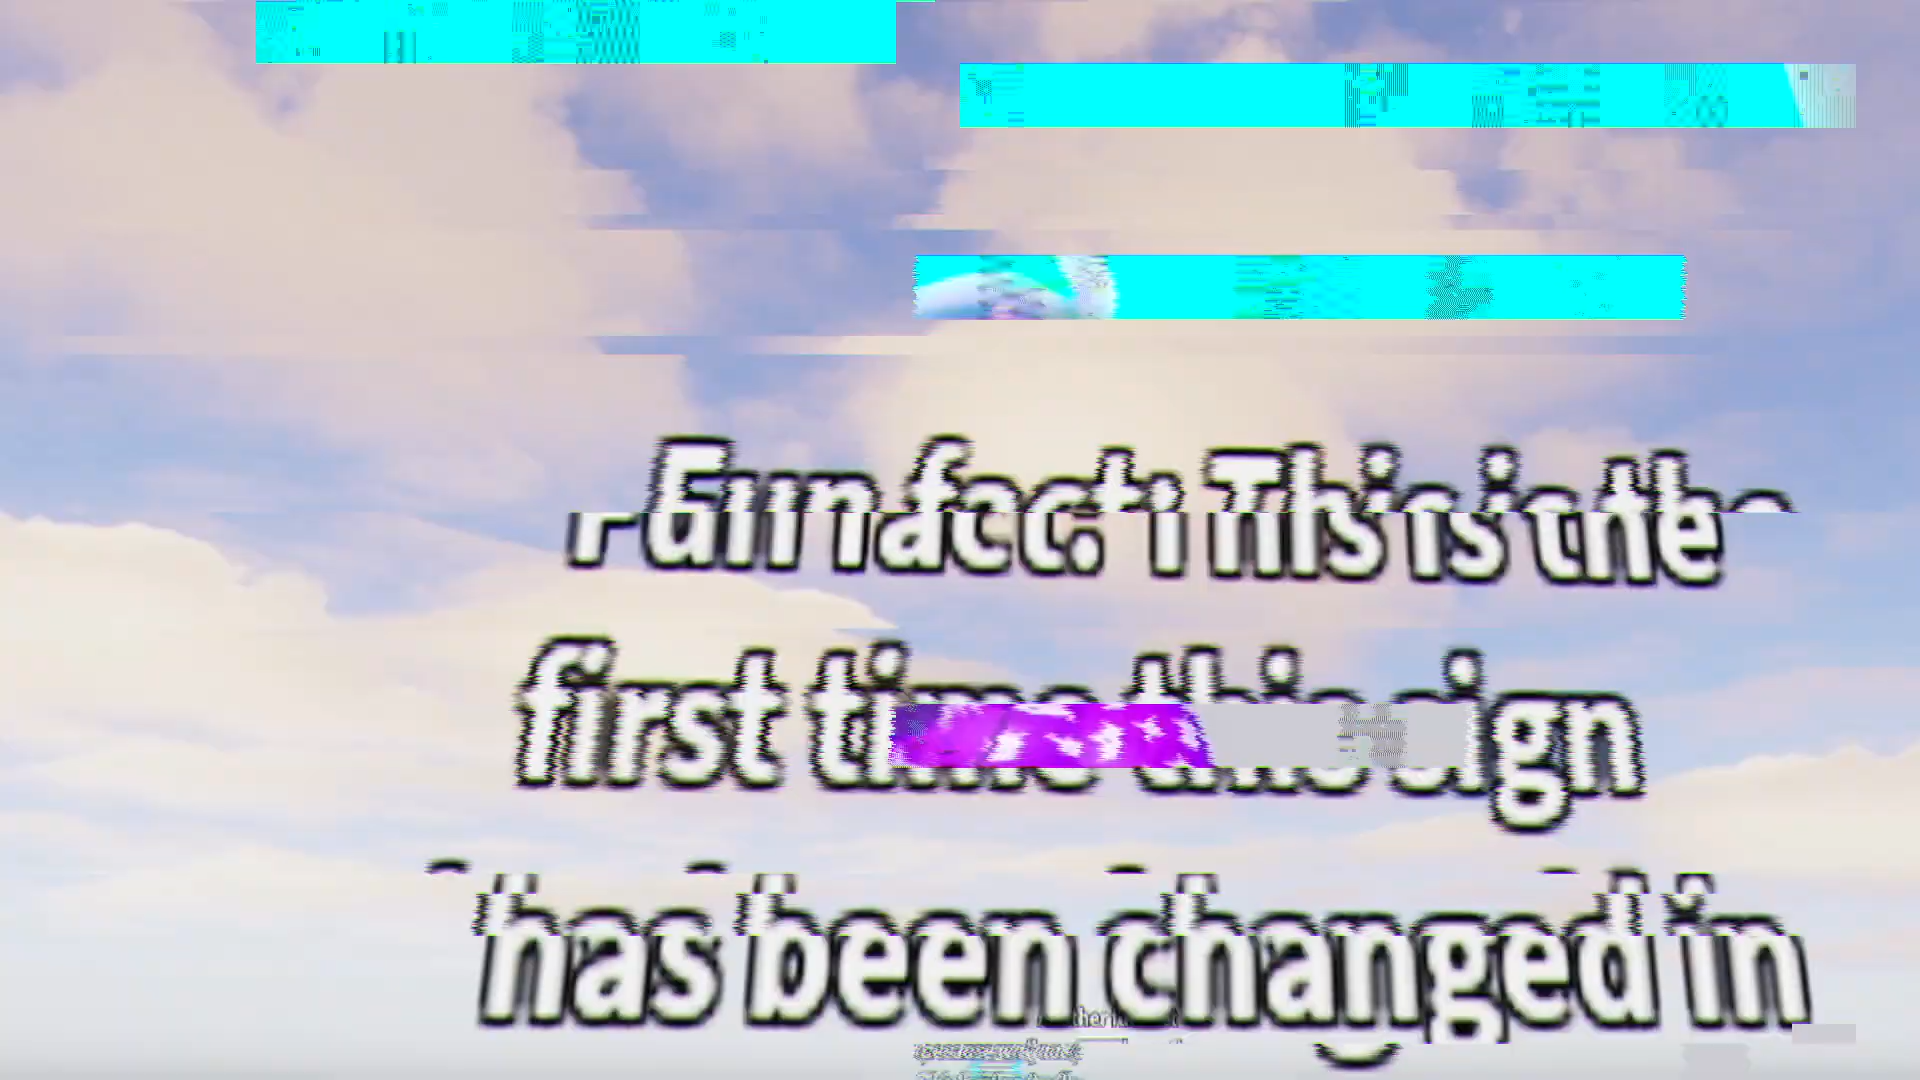 Fun fact: This is the
first time this sign
has been changed in